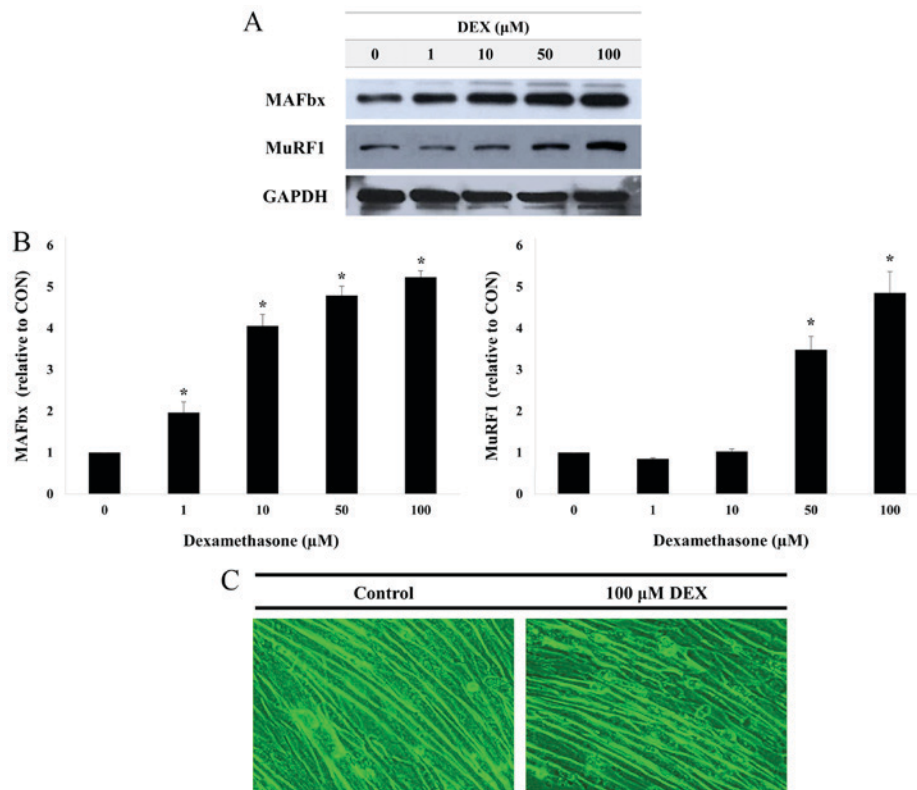 A
DEX (µM)
0 1 10 50 100
MAFbx
MuRF1
GAPDH
B
MAFbx (relative to CON)
6
5
4
3
2
1
0
* * * *
0 1 10 50 100
Dexamethasone (µM)
MuRF1 (relative to CON)
6
5
4
3
2
1
0
* *
0 1 10 50 100
Dexamethasone (µM)
C
Control 100 µM DEX